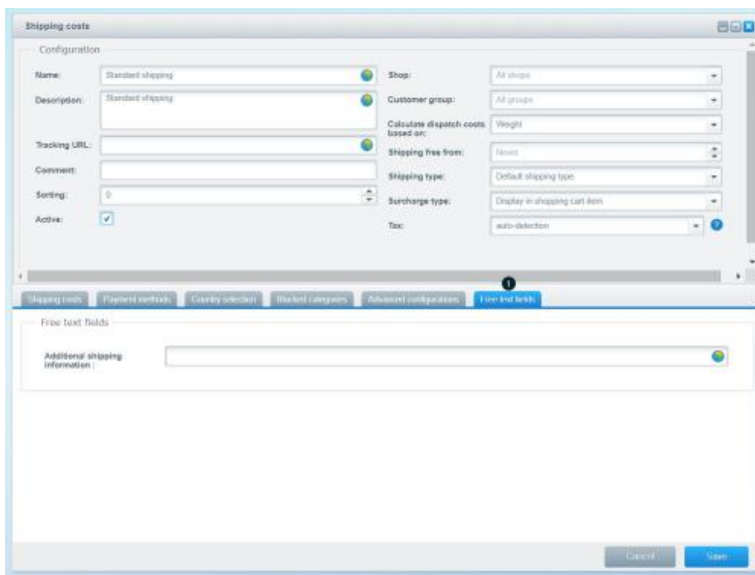 Shipping costs
Configuration
Name: Standard shipping
Description: Standard shipping
Tracking URL:
Comment:
Sorting: 0
Active:
Shop: All shops
Customer group: All groups
Calculate dispatch costs based on: Weight
Shipping free from: Never
Shipping type: Default shipping type
Surcharge type: Display in shopping cart item
Tax: auto-detection
1
Shipping costs Payment methods Country selection Blocked categories Advanced configurations Free text fields
Free text fields
Additional shipping
information :
Cancel Save